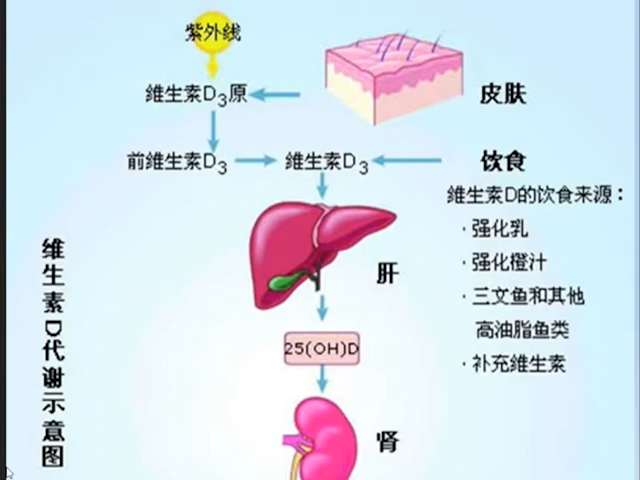 紫外线
维生素D3原
皮肤
前维生素D3
维生素D3
饮食
維生素D的饮食来源：
·强化乳
·强化橙汁
·三文鱼和其他
高油脂鱼类
·补充维生素
肝
25(OH)D
肾
维生素D代谢示意图